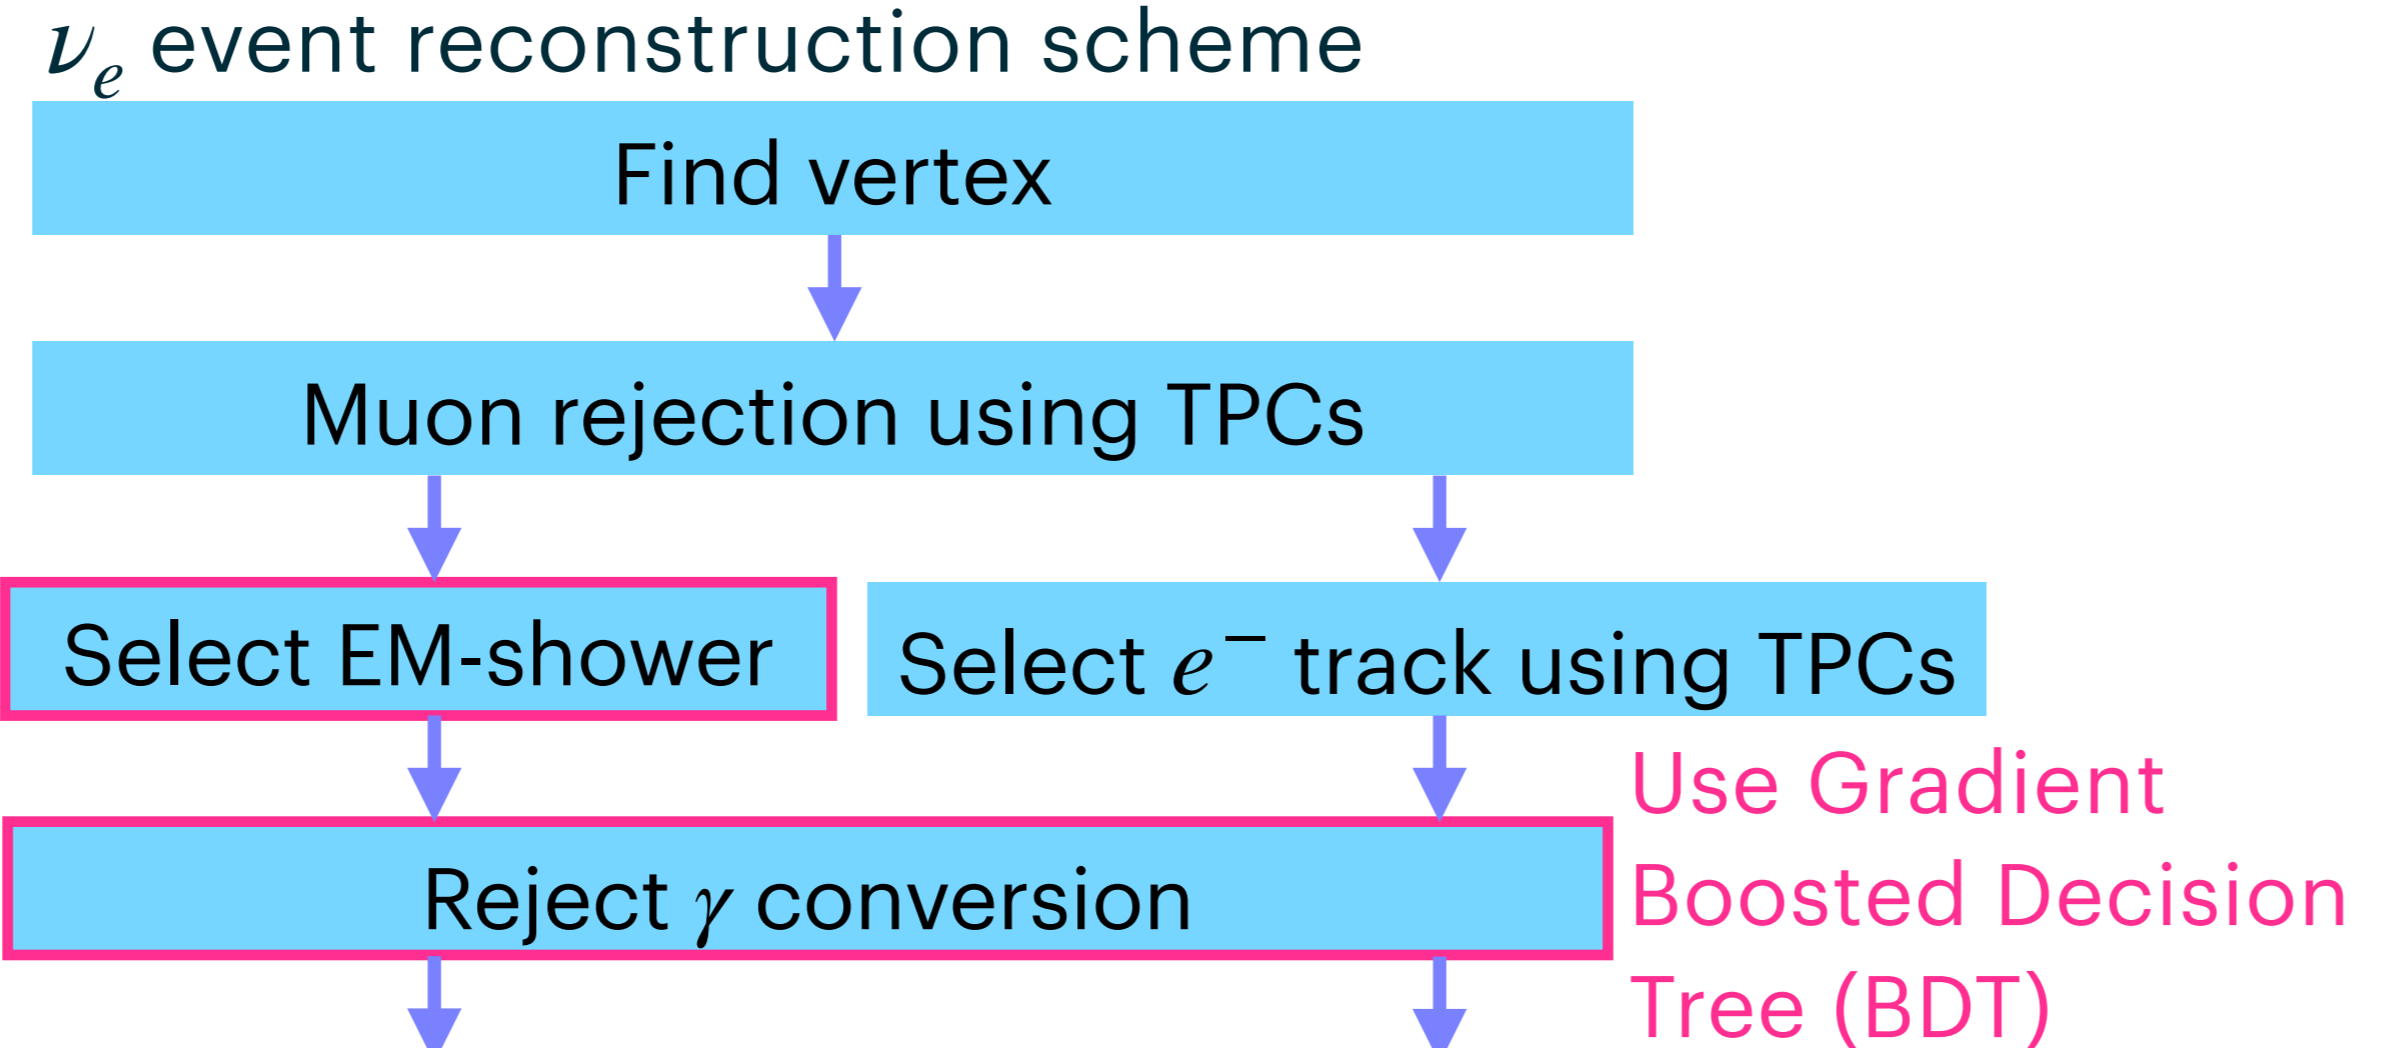 νₑ event reconstruction scheme
Find vertex
Muon rejection using TPCs
Select EM-shower
Select e⁻ track using TPCs
Use Gradient
Reject γ conversion
Boosted Decision
Tree (BDT)